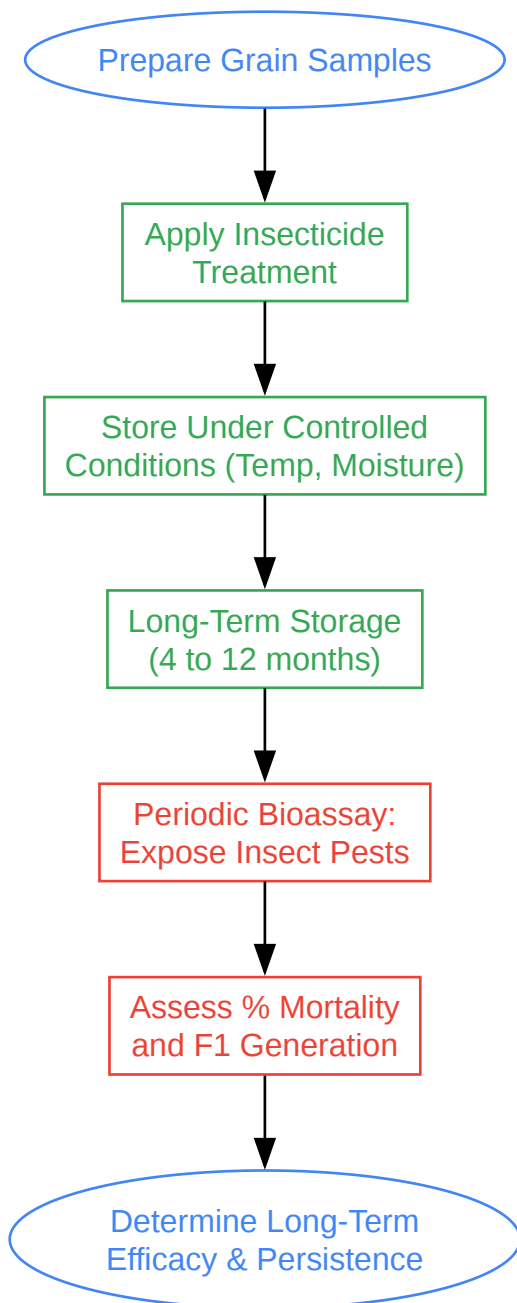 Prepare Grain Samples
Apply Insecticide
Treatment
Store Under Controlled
Conditions (Temp, Moisture)
Long-Term Storage
(4 to 12 months)
Periodic Bioassay:
Expose Insect Pests
Assess % Mortality
and F1 Generation
Determine Long-Term
Efficacy & Persistence